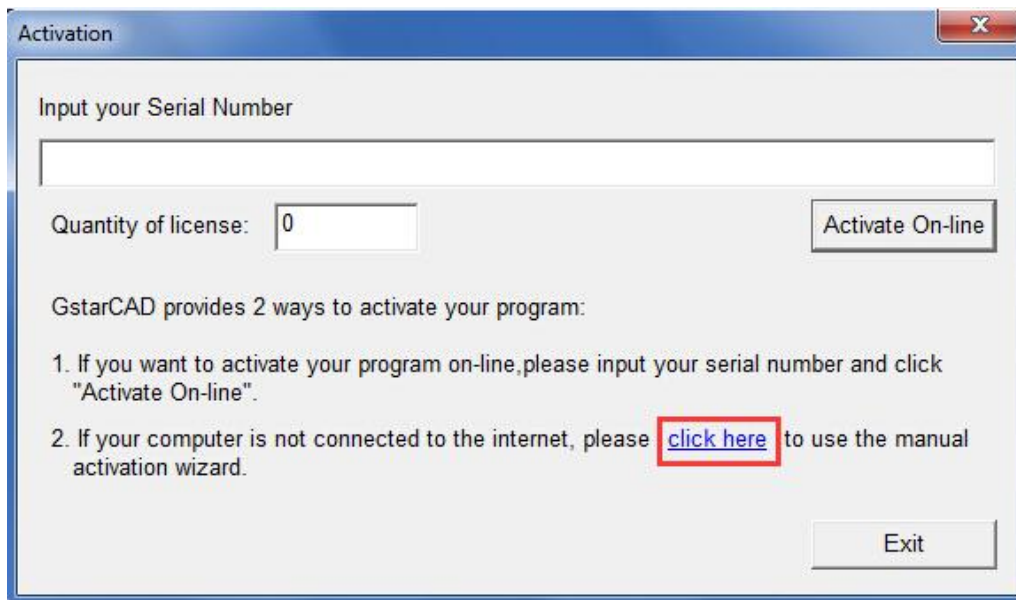 Activation
Input your Serial Number
Quantity of license: 0 Activate On-line
GstarCAD provides 2 ways to activate your program:
1. If you want to activate your program on-line,please input your serial number and click
"Activate On-line".
2. If your computer is not connected to the internet, please click here to use the manual
activation wizard.
Exit